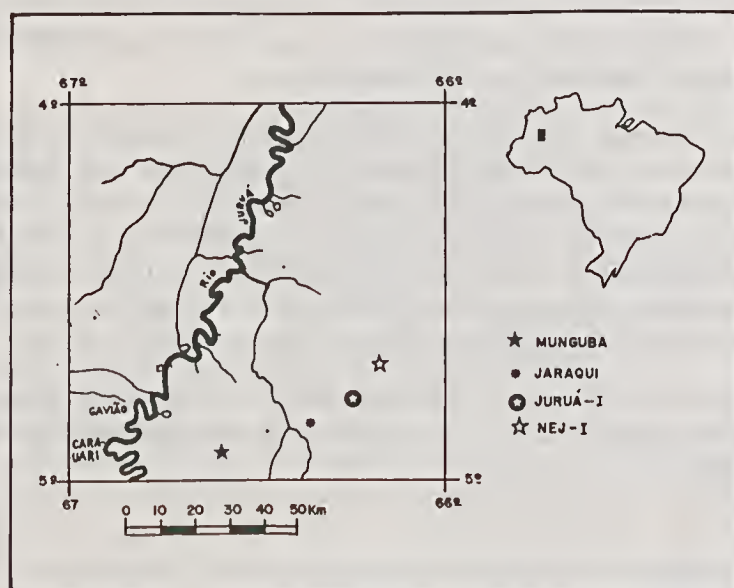 67º
66º
4º
4º
JURUÁ
Rio
GAVIÃO
CARA-
UARI
5º
5º
67
66º
0 10 20 30 40 50Km
MUNGUBA
JARAQUI
JURUÁ-I
NEJ-I